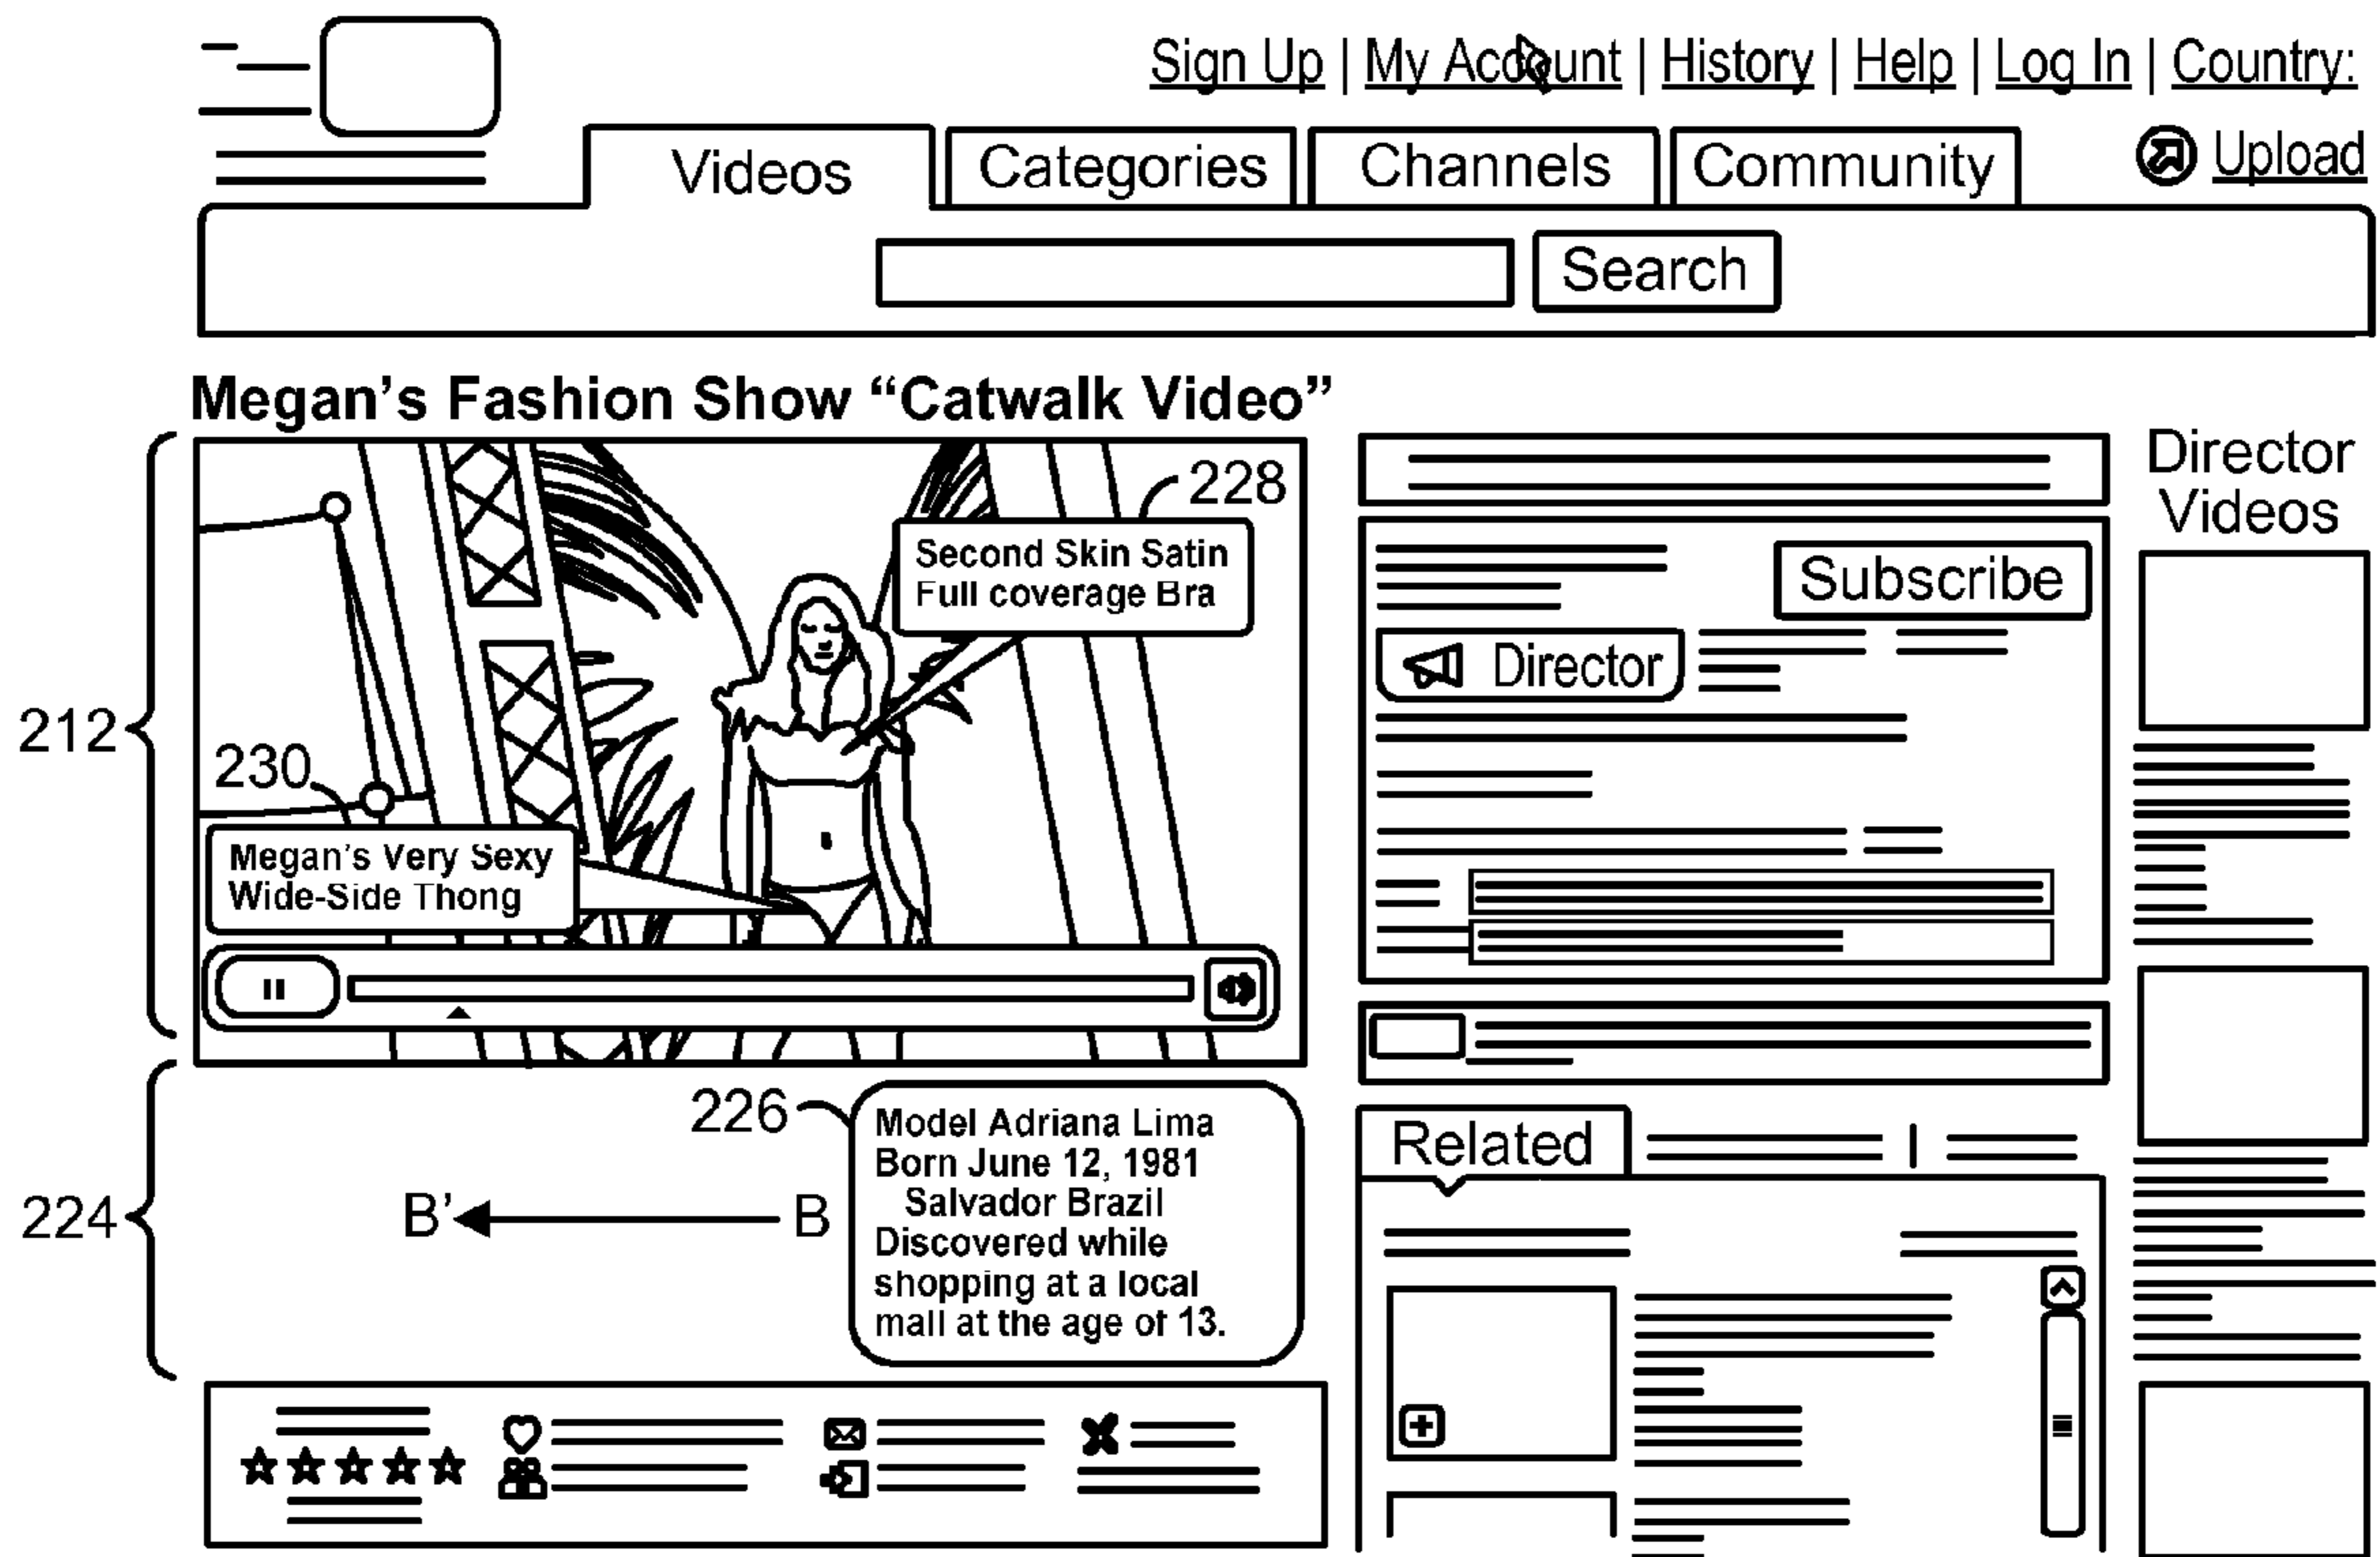 Sign Up | My Account | History | Help | Log In | Country:
Videos
Categories
Channels
Community
Upload
Search
Megan's Fashion Show “Catwalk Video”
212
228
Second Skin Satin
Full coverage Bra
230
Megan's Very Sexy
Wide-Side Thong
Subscribe
Director
Director
Videos
224
226
Model Adriana Lima
Born June 12, 1981
Salvador Brazil
Discovered while
shopping at a local
mall at the age of 13.
B' B
Related